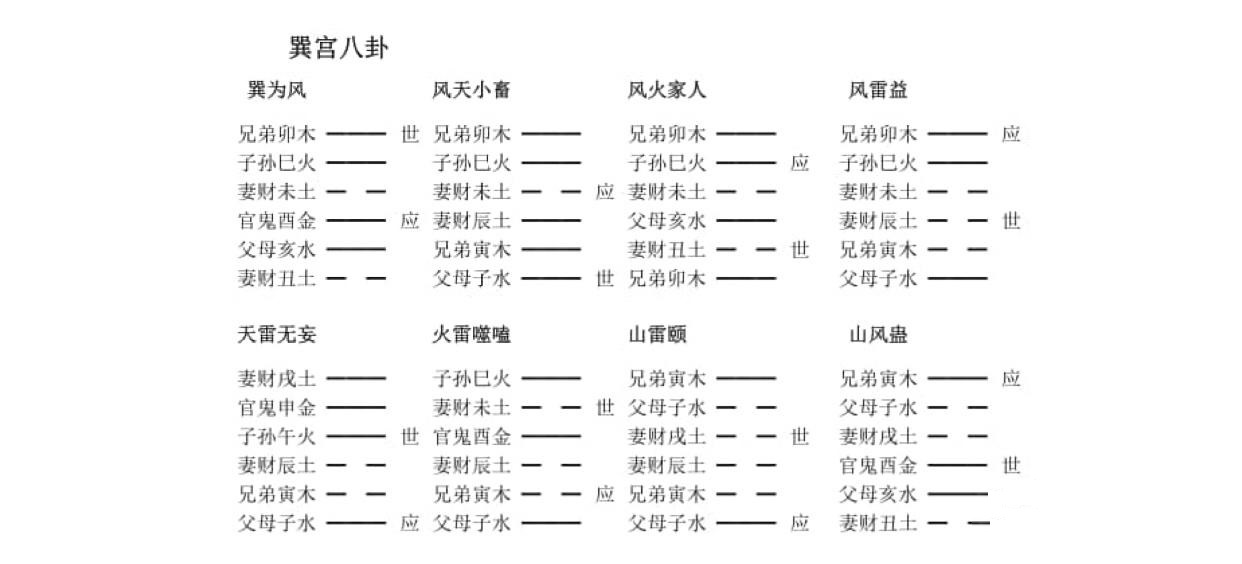 巽宫八卦
巽为风 风天小畜 风火家人 风雷益
兄弟卯木 世 兄弟卯木 兄弟卯木 兄弟卯木 应
子孙巳火 子孙巳火 子孙巳火 应 子孙巳火
妻财未土 妻财未土 应 妻财未土 妻财未土
官鬼酉金 应 妻财辰土 父母亥水 妻财辰土 世
父母亥水 兄弟寅木 妻财丑土 世 兄弟寅木
妻财丑土 父母子水 世 兄弟卯木 父母子水
天雷无妄 火雷噬嗑 山雷颐 山风蛊
妻财戌土 子孙巳火 兄弟寅木 兄弟寅木 应
官鬼申金 妻财未土 世 父母子水 父母子水
子孙午火 世 官鬼酉金 妻财戌土 世 妻财戌土
妻财辰土 妻财辰土 妻财辰土 官鬼酉金 世
兄弟寅木 兄弟寅木 应 兄弟寅木 父母亥水
父母子水 应 父母子水 父母子水 应 妻财丑土